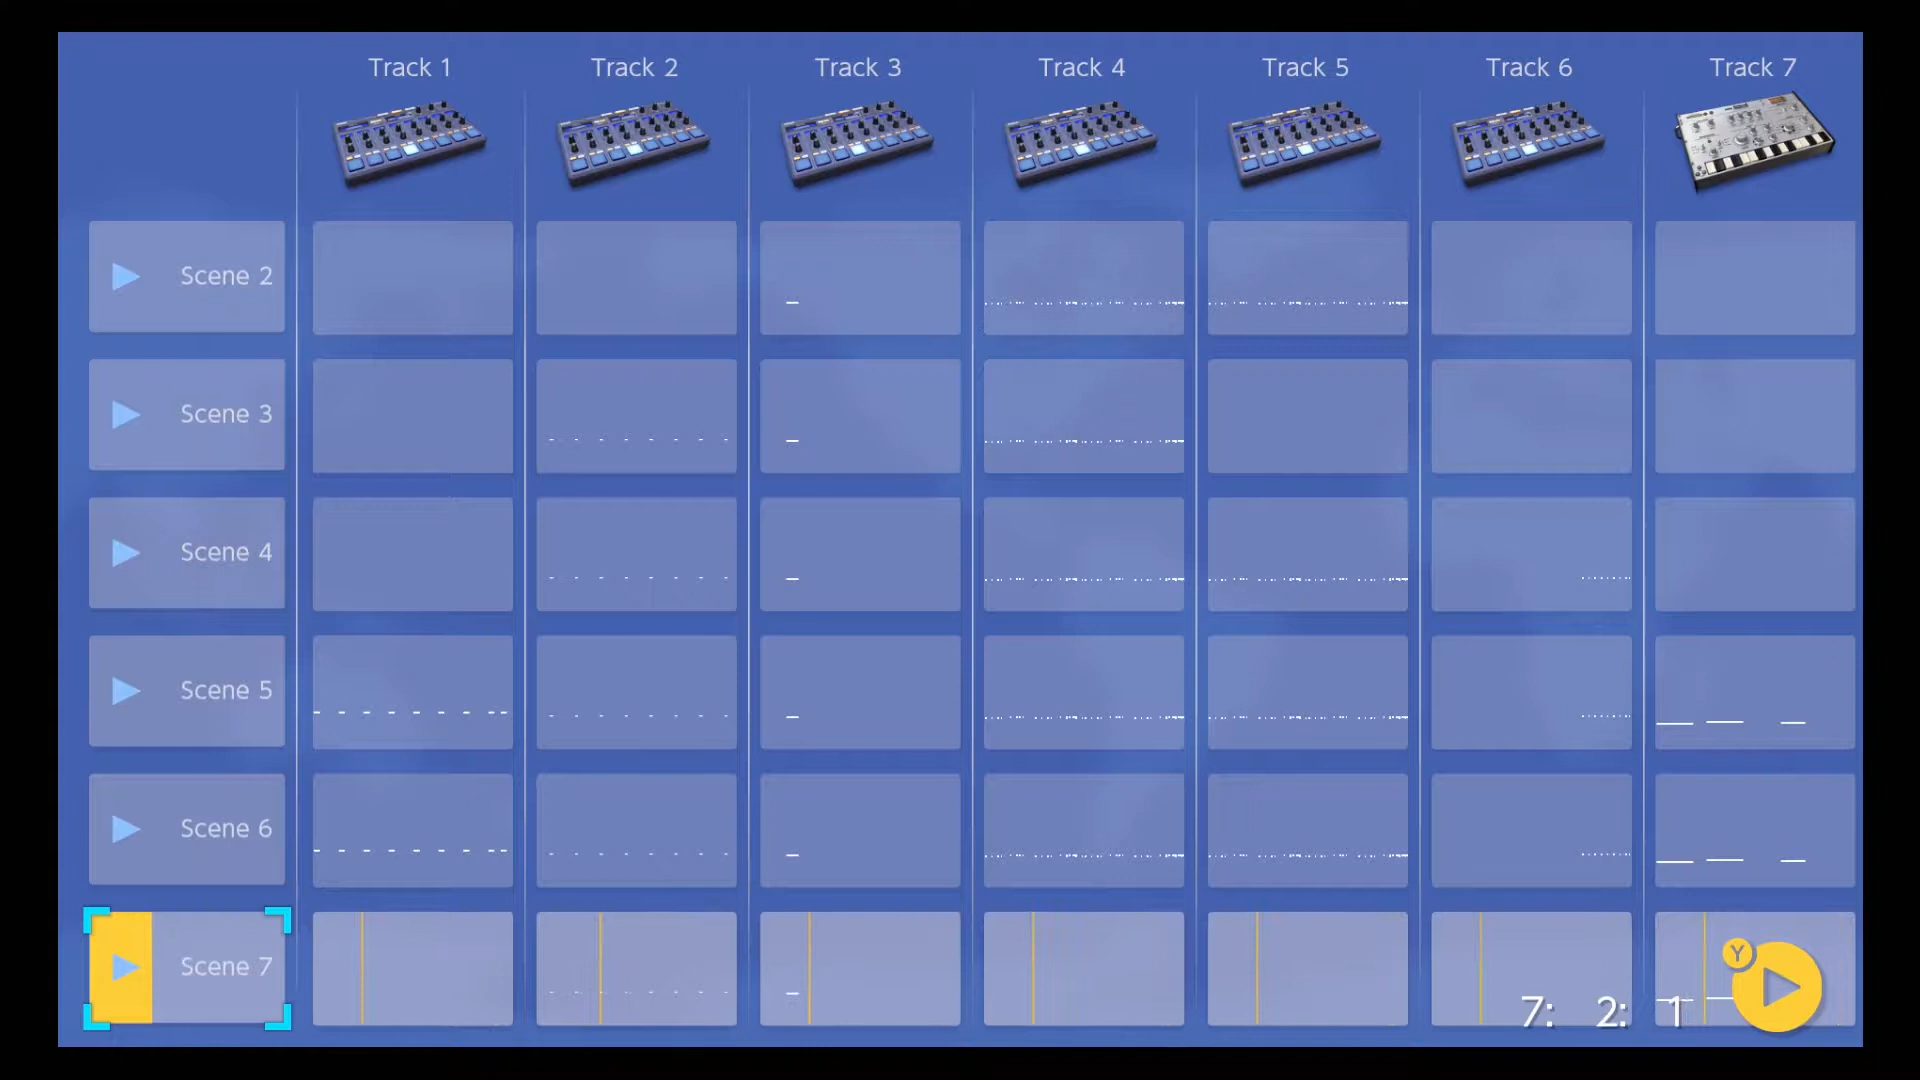 Track 1 Track 2 Track 3 Track 4 Track 5 Track 6 Track 7
Scene 2
Scene 3
Scene 4
Scene 5
Scene 6
Scene 7
Y
7: 2: 1